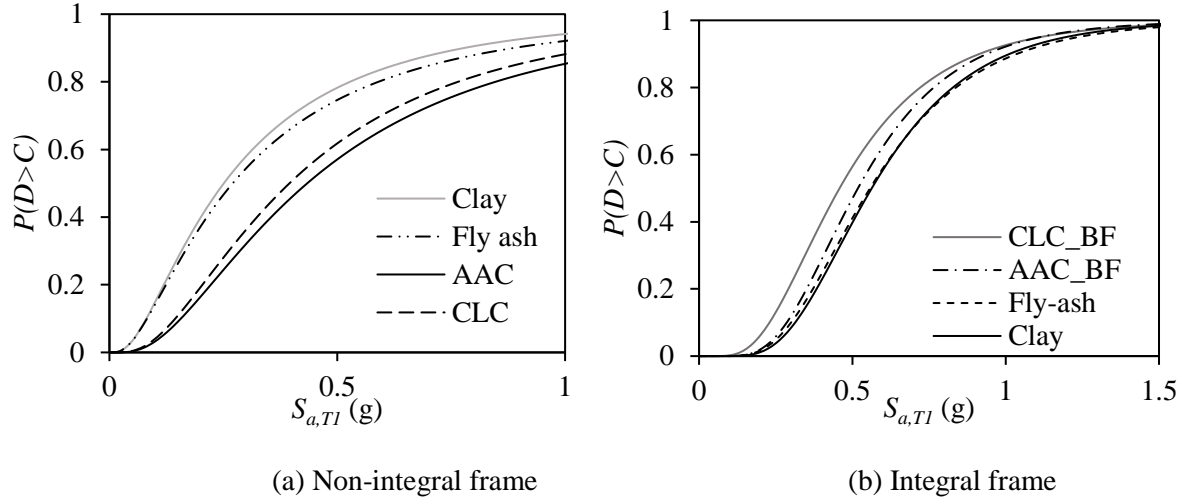 1
0.8
0.6
0.4
0.2
0
P(D>C)
Clay
Fly ash
AAC
CLC
0 0.5 1
S_{a,T1} (g)
(a) Non-integral frame
1
0.8
0.6
0.4
0.2
0
P(D>C)
CLC_BF
AAC_BF
Fly-ash
Clay
0 0.5 1 1.5
S_{a,T1} (g)
(b) Integral frame